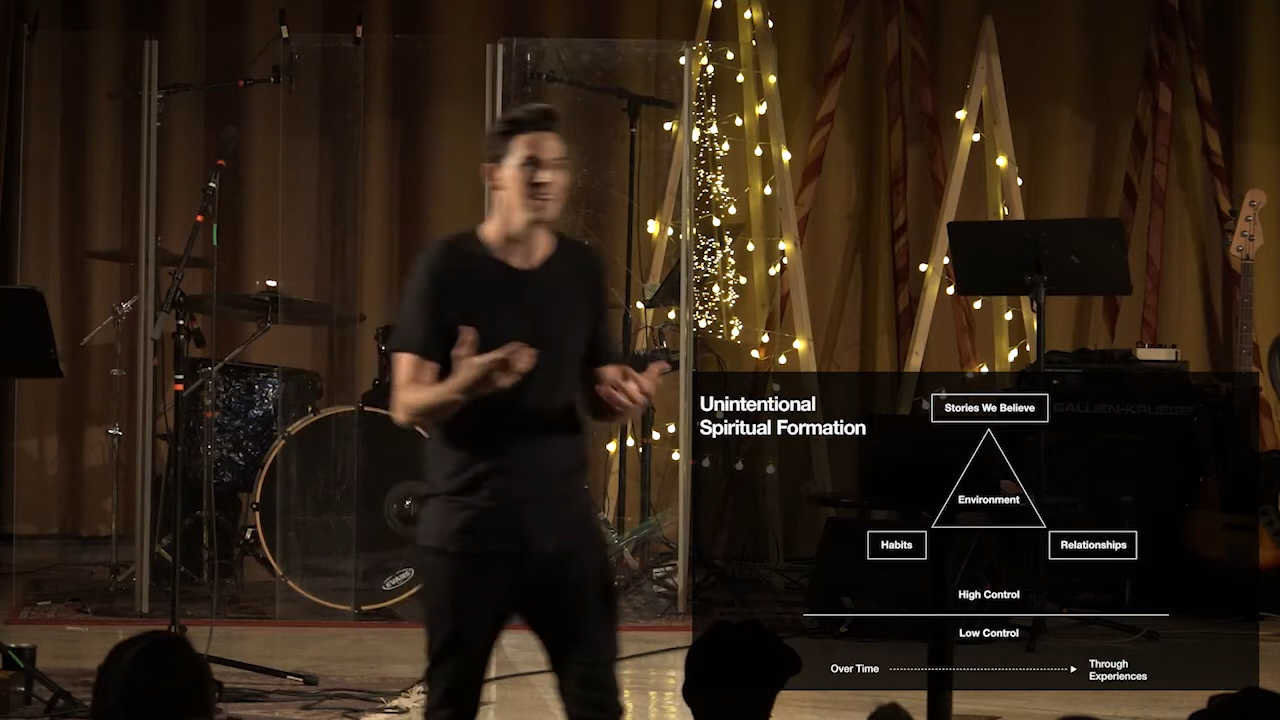 Unintentional
Spiritual Formation
Stories We Believe
GALLIEN-KRUEGER
Environment
Habits
Relationships
High Control
Low Control
Over Time
Through
Experiences
EVANS